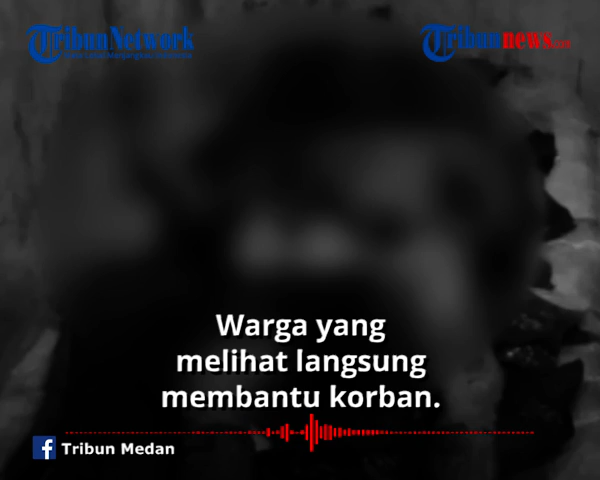 TribunNetwork
Tribunnews.com
Warga yang
melihat langsung
membantu korban.
Tribun Medan